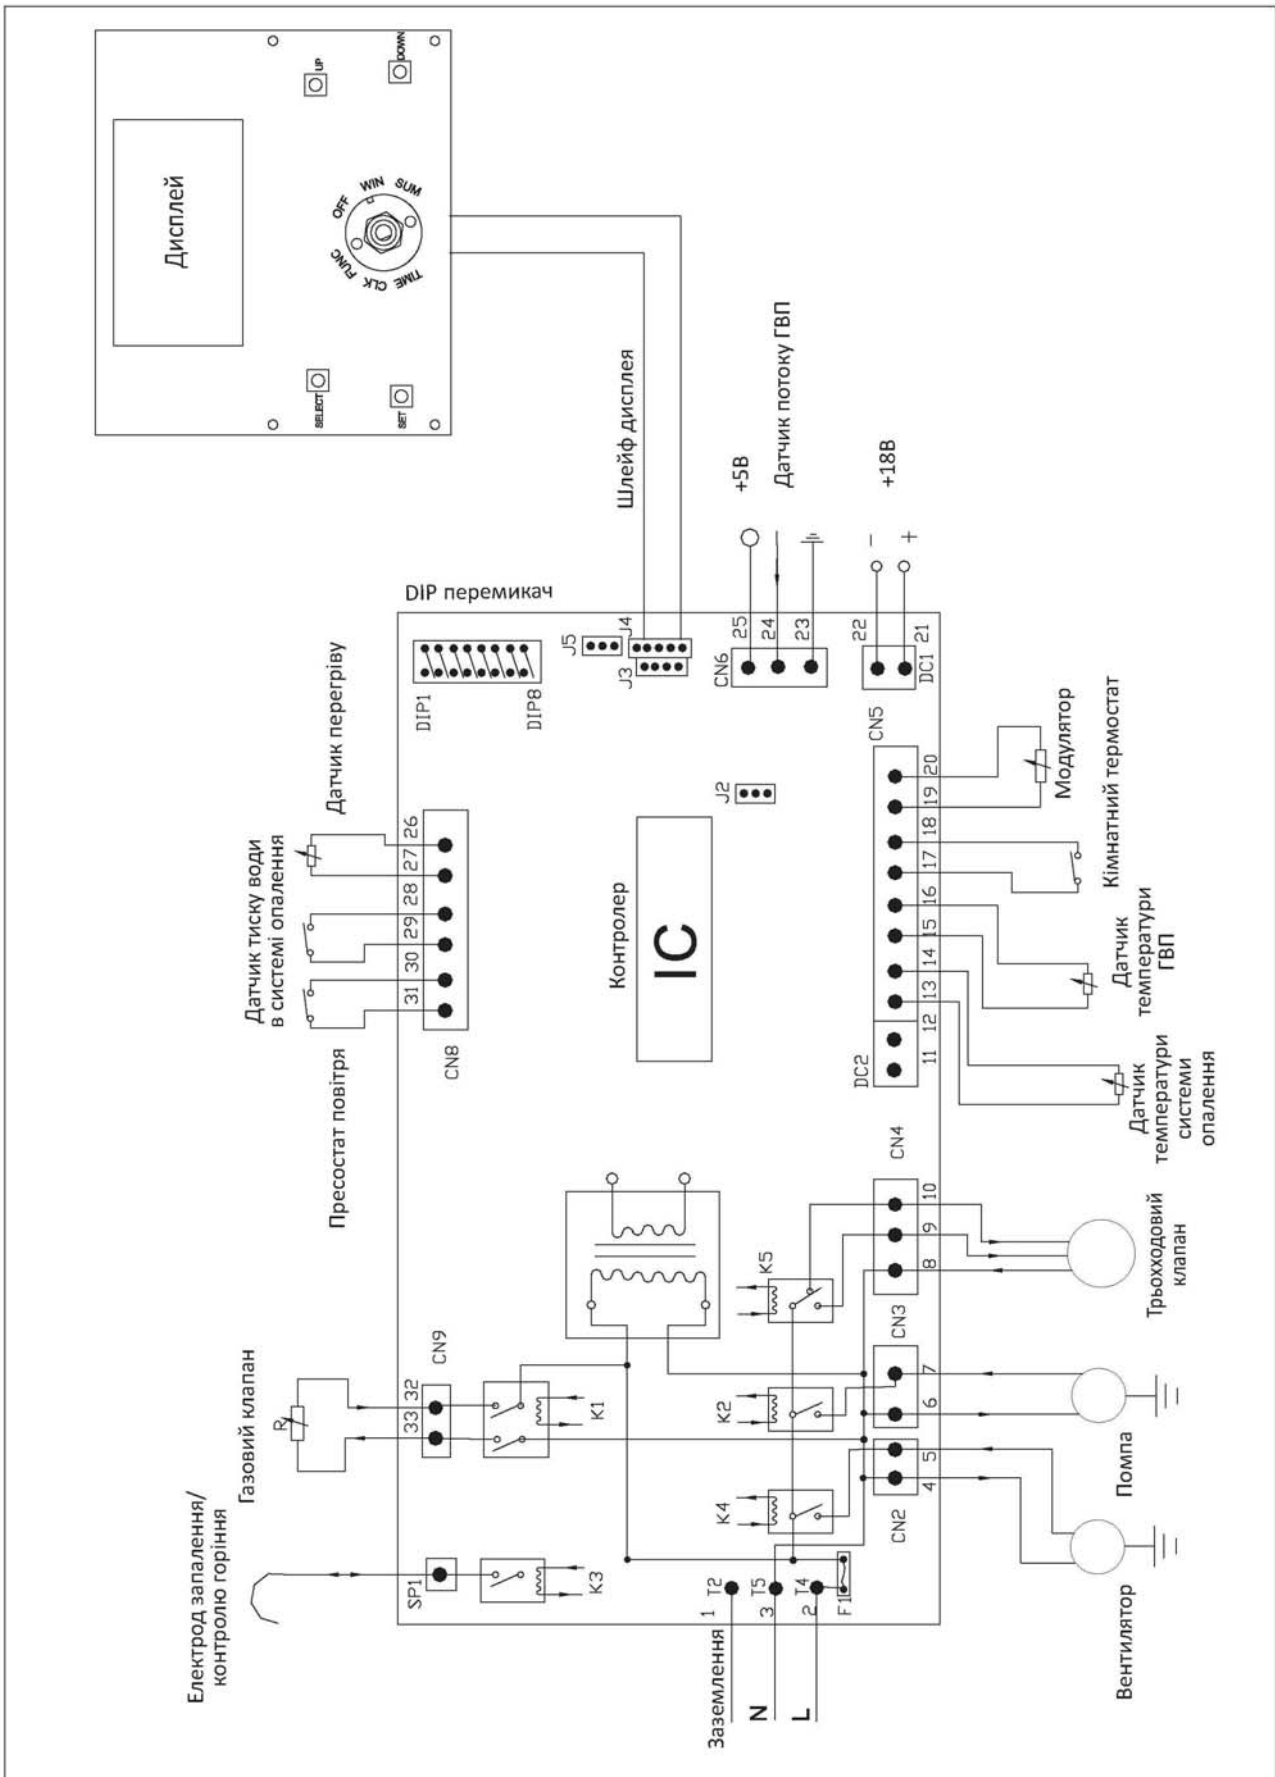 Дисплей
UP
DOWN
SELECT
SET
OFF
WIN
SUM
FUNC
CLK
TIME
Шлейф дисплея
DIP перемикач
DIP1
DIP8
J5
J4
J3
J2
CN6
25
24
23
+5В
Датчик потоку ГВП
22
21
DC1
−
+
+18В
Датчик перегріву
Датчик тиску води
в системі опалення
Пресостат повітря
26
27
28
29
30
31
CN8
Контролер
IC
CN5
20
19
18
17
16
15
14
13
12
11
DC2
Модулятор
Кімнатний термостат
Датчик
температури
ГВП
Датчик
температури
системи
опалення
CN4
10
9
8
Трьохходовий
клапан
CN3
7
6
Помпа
CN2
5
4
Вентилятор
K5
K2
K4
K1
K3
CN9
32
33
R
Газовий клапан
Електрод запалення/
контролю горіння
SP1
1
T2
3
T5
2
T4
F1
Заземлення
N
L